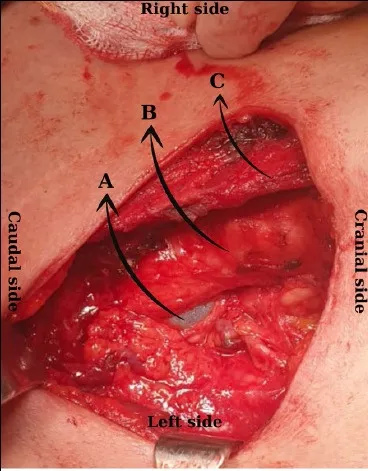 Right side
C
B
A
Caudal side
Cranial side
Left side